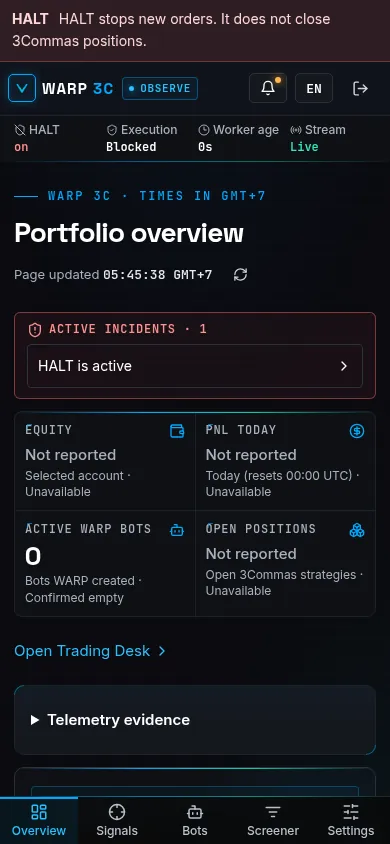 HALT HALT stops new orders. It does not close
3Commas positions.
WARP 3C OBSERVE EN
HALT Execution Worker age Stream
on Blocked 0s Live
WARP 3C · TIMES IN GMT+7
Portfolio overview
Page updated 05:45:38 GMT+7
ACTIVE INCIDENTS · 1
HALT is active
EQUITY
Not reported
Selected account ·
Unavailable
PNL TODAY
Not reported
Today (resets 00:00 UTC) ·
Unavailable
ACTIVE WARP BOTS
0
Bots WARP created ·
Confirmed empty
OPEN POSITIONS
Not reported
Open 3Commas strategies ·
Unavailable
Open Trading Desk
Telemetry evidence
Overview Signals Bots Screener Settings